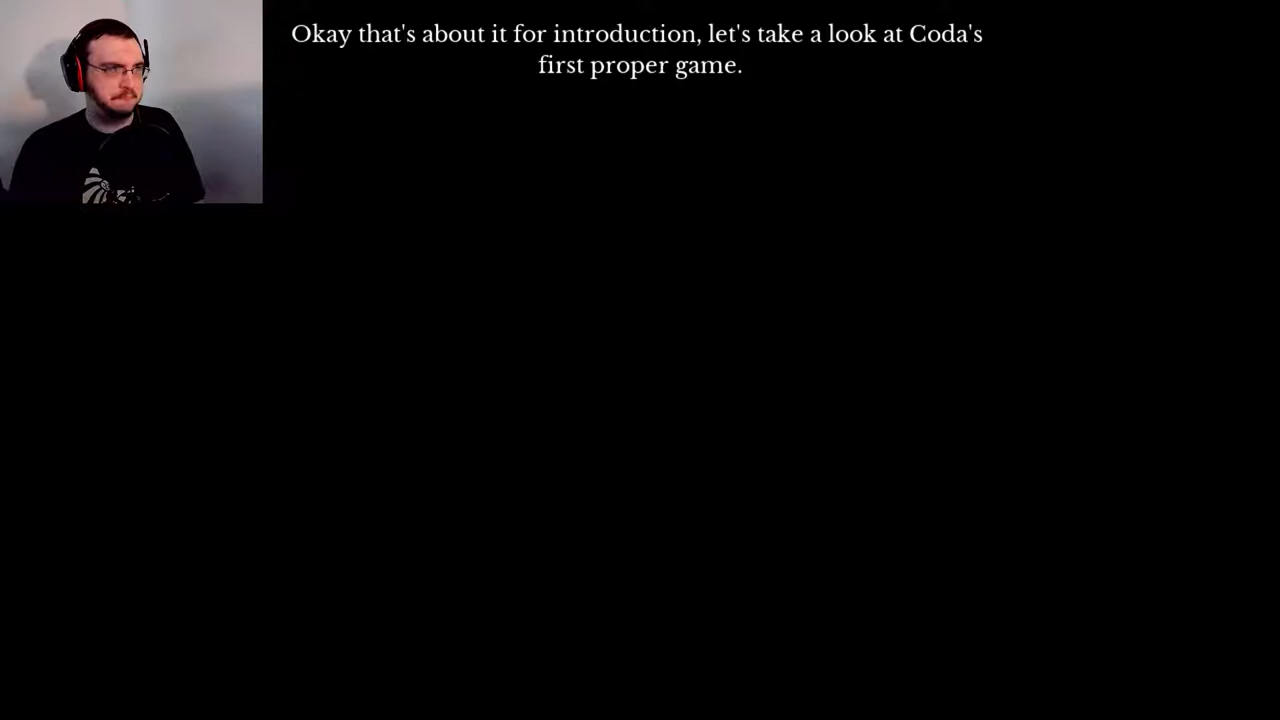 Okay that's about it for introduction, let's take a look at Coda's
first proper game.